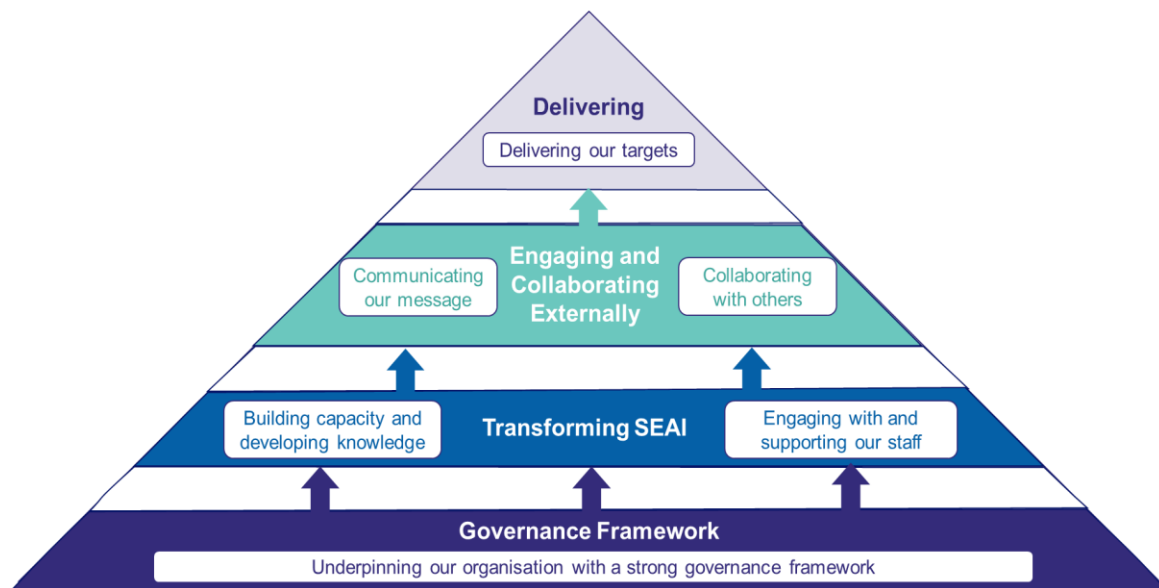 Delivering
Delivering our targets
Engaging and
Collaborating
Externally
Communicating
our message
Collaborating
with others
Transforming SEAI
Building capacity and
developing knowledge
Engaging with and
supporting our staff
Governance Framework
Underpinning our organisation with a strong governance framework